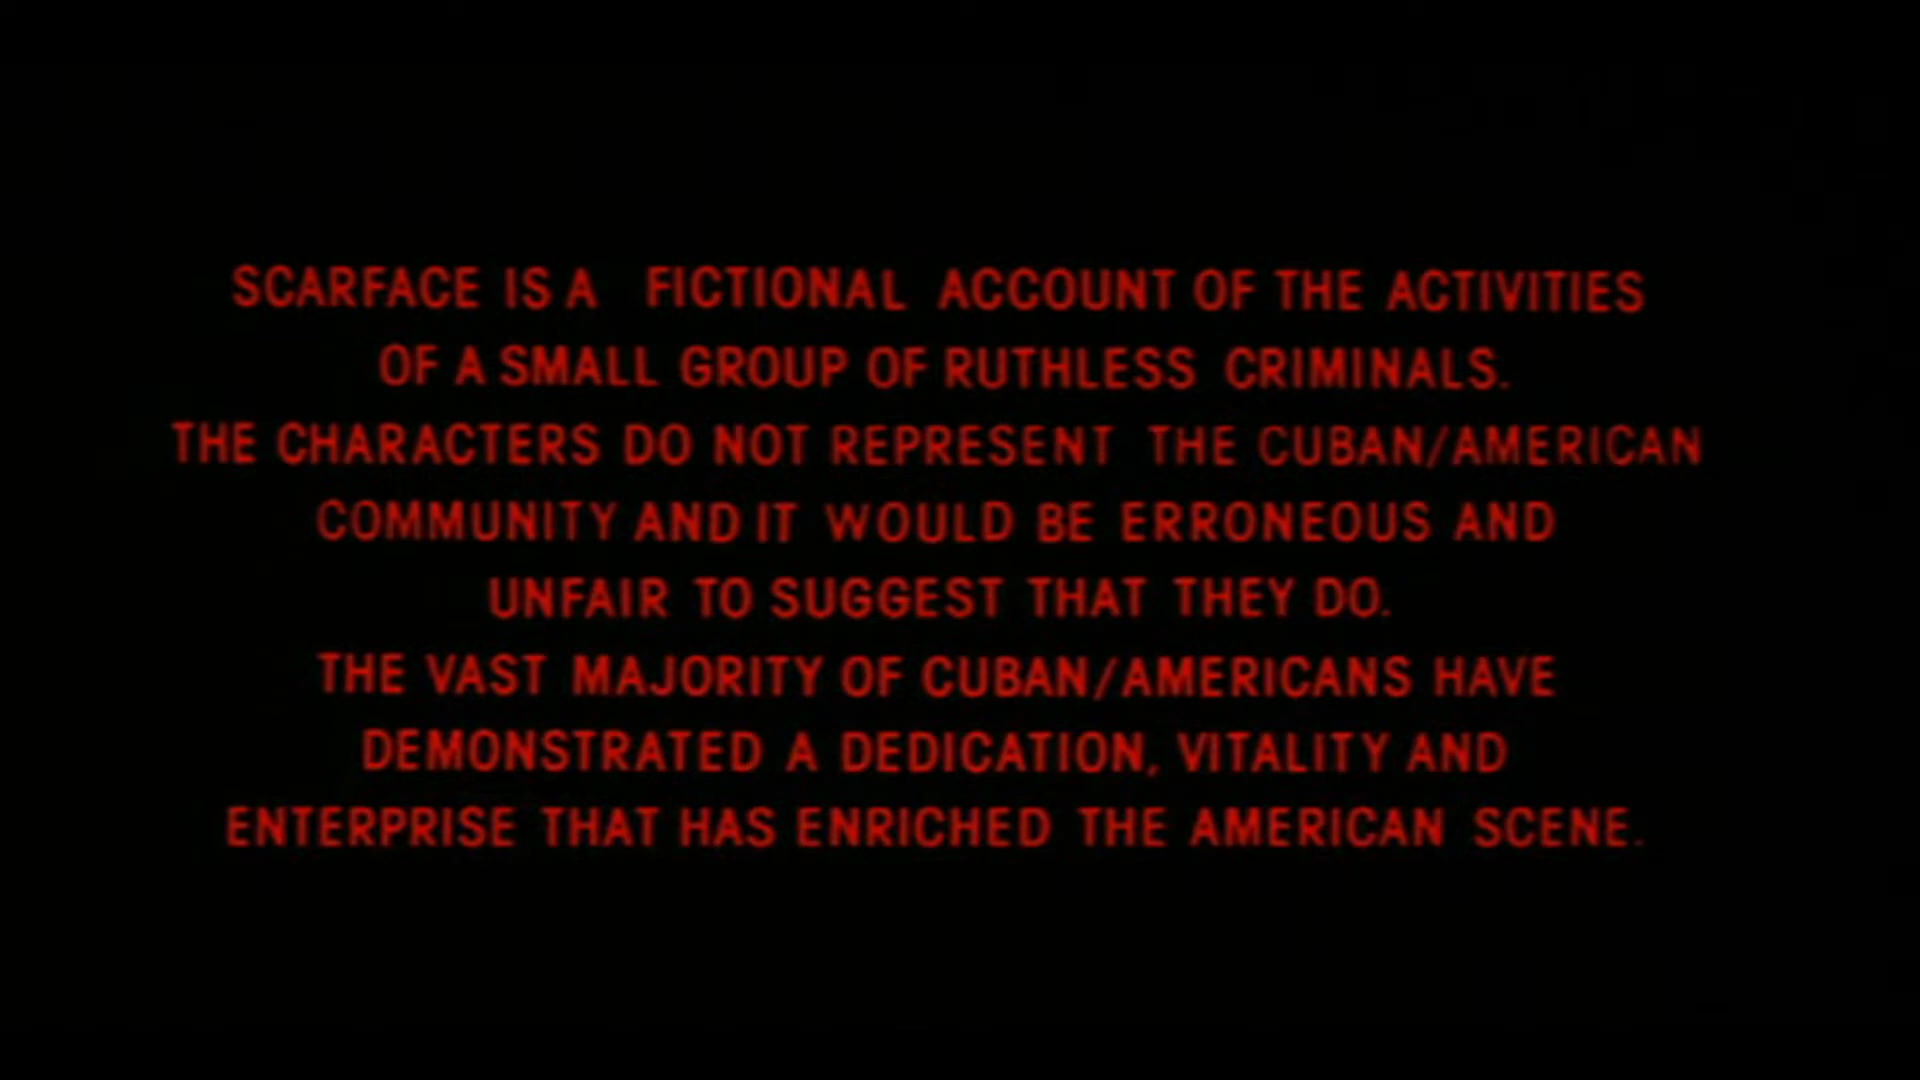 SCARFACE IS A FICTIONAL ACCOUNT OF THE ACTIVITIES
OF A SMALL GROUP OF RUTHLESS CRIMINALS.
THE CHARACTERS DO NOT REPRESENT THE CUBAN/AMERICAN
COMMUNITY AND IT WOULD BE ERRONEOUS AND
UNFAIR TO SUGGEST THAT THEY DO.
THE VAST MAJORITY OF CUBAN/AMERICANS HAVE
DEMONSTRATED A DEDICATION, VITALITY AND
ENTERPRISE THAT HAS ENRICHED THE AMERICAN SCENE.